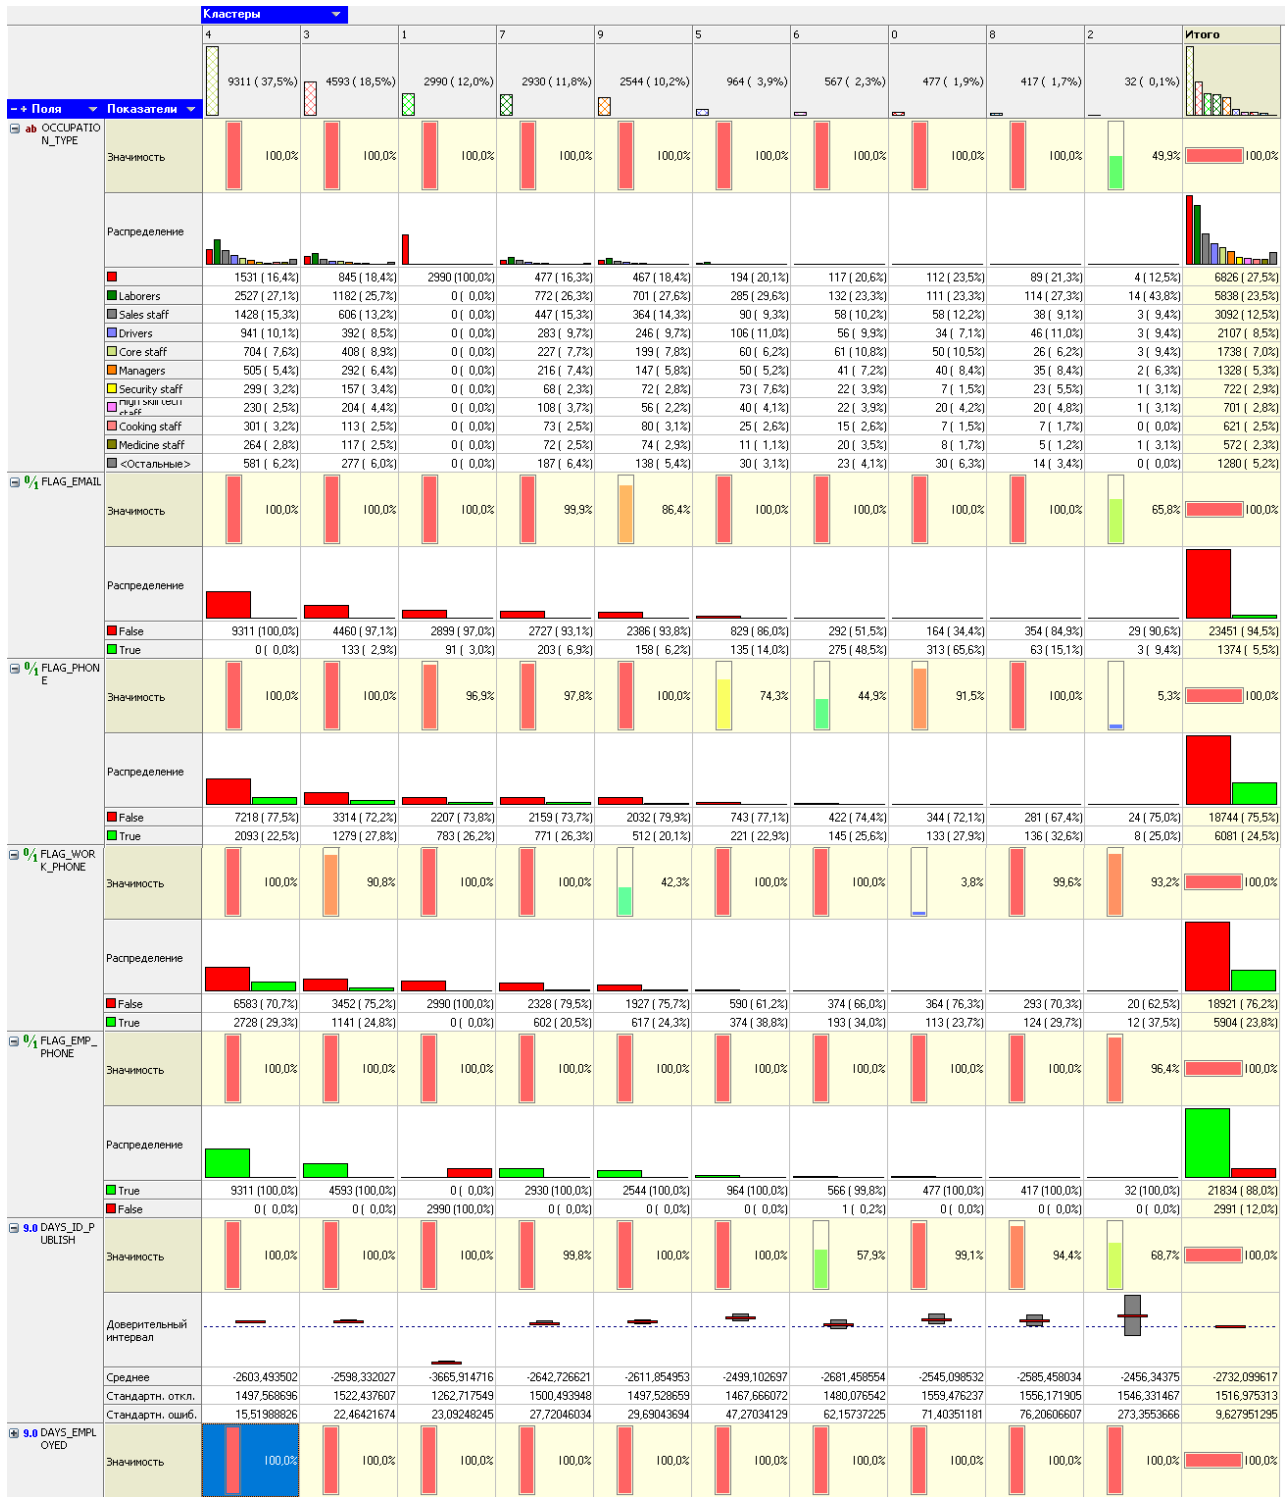 Кластеры
4 3 1 7 9 5 6 0 8 2 Итого
9311 ( 37,5%) 4593 ( 18,5%) 2990 ( 12,0%) 2930 ( 11,8%) 2544 ( 10,2%) 964 ( 3,9%) 567 ( 2,3%) 477 ( 1,9%) 417 ( 1,7%) 32 ( 0,1%)
− + Поля Показатели
ab OCCUPATIO
N_TYPE
Значимость 100,0% 100,0% 100,0% 100,0% 100,0% 100,0% 100,0% 100,0% 100,0% 49,9% 100,0%
Распределение
1531 ( 16,4%) 845 ( 18,4%) 2990 (100,0%) 477 ( 16,3%) 467 ( 18,4%) 194 ( 20,1%) 117 ( 20,6%) 112 ( 23,5%) 89 ( 21,3%) 4 ( 12,5%) 6826 ( 27,5%)
Laborers 2527 ( 27,1%) 1182 ( 25,7%) 0 ( 0,0%) 772 ( 26,3%) 701 ( 27,6%) 285 ( 29,6%) 132 ( 23,3%) 111 ( 23,3%) 114 ( 27,3%) 14 ( 43,8%) 5838 ( 23,5%)
Sales staff 1428 ( 15,3%) 606 ( 13,2%) 0 ( 0,0%) 447 ( 15,3%) 364 ( 14,3%) 90 ( 9,3%) 58 ( 10,2%) 58 ( 12,2%) 38 ( 9,1%) 3 ( 9,4%) 3092 ( 12,5%)
Drivers 941 ( 10,1%) 392 ( 8,5%) 0 ( 0,0%) 283 ( 9,7%) 246 ( 9,7%) 106 ( 11,0%) 56 ( 9,9%) 34 ( 7,1%) 46 ( 11,0%) 3 ( 9,4%) 2107 ( 8,5%)
Core staff 704 ( 7,6%) 408 ( 8,9%) 0 ( 0,0%) 227 ( 7,7%) 199 ( 7,8%) 60 ( 6,2%) 61 ( 10,8%) 50 ( 10,5%) 26 ( 6,2%) 3 ( 9,4%) 1738 ( 7,0%)
Managers 505 ( 5,4%) 292 ( 6,4%) 0 ( 0,0%) 216 ( 7,4%) 147 ( 5,8%) 50 ( 5,2%) 41 ( 7,2%) 40 ( 8,4%) 35 ( 8,4%) 2 ( 6,3%) 1328 ( 5,3%)
Security staff 299 ( 3,2%) 157 ( 3,4%) 0 ( 0,0%) 68 ( 2,3%) 72 ( 2,8%) 73 ( 7,6%) 22 ( 3,9%) 7 ( 1,5%) 23 ( 5,5%) 1 ( 3,1%) 722 ( 2,9%)
High skill tech staff 230 ( 2,5%) 204 ( 4,4%) 0 ( 0,0%) 108 ( 3,7%) 56 ( 2,2%) 40 ( 4,1%) 22 ( 3,9%) 20 ( 4,2%) 20 ( 4,8%) 1 ( 3,1%) 701 ( 2,8%)
Cooking staff 301 ( 3,2%) 113 ( 2,5%) 0 ( 0,0%) 73 ( 2,5%) 80 ( 3,1%) 25 ( 2,6%) 15 ( 2,6%) 7 ( 1,5%) 7 ( 1,7%) 0 ( 0,0%) 621 ( 2,5%)
Medicine staff 264 ( 2,8%) 117 ( 2,5%) 0 ( 0,0%) 72 ( 2,5%) 74 ( 2,9%) 11 ( 1,1%) 20 ( 3,5%) 8 ( 1,7%) 5 ( 1,2%) 1 ( 3,1%) 572 ( 2,3%)
<Остальные> 581 ( 6,2%) 277 ( 6,0%) 0 ( 0,0%) 187 ( 6,4%) 138 ( 5,4%) 30 ( 3,1%) 23 ( 4,1%) 30 ( 6,3%) 14 ( 3,4%) 0 ( 0,0%) 1280 ( 5,2%)
0/1 FLAG_EMAIL
Значимость 100,0% 100,0% 100,0% 99,9% 86,4% 100,0% 100,0% 100,0% 100,0% 65,8% 100,0%
Распределение
False 9311 (100,0%) 4460 ( 97,1%) 2899 ( 97,0%) 2727 ( 93,1%) 2386 ( 93,8%) 829 ( 86,0%) 292 ( 51,5%) 164 ( 34,4%) 354 ( 84,9%) 29 ( 90,6%) 23451 ( 94,5%)
True 0 ( 0,0%) 133 ( 2,9%) 91 ( 3,0%) 203 ( 6,9%) 158 ( 6,2%) 135 ( 14,0%) 275 ( 48,5%) 313 ( 65,6%) 63 ( 15,1%) 3 ( 9,4%) 1374 ( 5,5%)
0/1 FLAG_PHON
E
Значимость 100,0% 100,0% 96,9% 97,8% 100,0% 74,3% 44,9% 91,5% 100,0% 5,3% 100,0%
Распределение
False 7218 ( 77,5%) 3314 ( 72,2%) 2207 ( 73,8%) 2159 ( 73,7%) 2032 ( 79,9%) 743 ( 77,1%) 422 ( 74,4%) 344 ( 72,1%) 281 ( 67,4%) 24 ( 75,0%) 18744 ( 75,5%)
True 2093 ( 22,5%) 1279 ( 27,8%) 783 ( 26,2%) 771 ( 26,3%) 512 ( 20,1%) 221 ( 22,9%) 145 ( 25,6%) 133 ( 27,9%) 136 ( 32,6%) 8 ( 25,0%) 6081 ( 24,5%)
0/1 FLAG_WOR
K_PHONE
Значимость 100,0% 90,8% 100,0% 100,0% 42,3% 100,0% 100,0% 3,8% 99,6% 93,2% 100,0%
Распределение
False 6583 ( 70,7%) 3452 ( 75,2%) 2990 (100,0%) 2328 ( 79,5%) 1927 ( 75,7%) 590 ( 61,2%) 374 ( 66,0%) 364 ( 76,3%) 293 ( 70,3%) 20 ( 62,5%) 18921 ( 76,2%)
True 2728 ( 29,3%) 1141 ( 24,8%) 0 ( 0,0%) 602 ( 20,5%) 617 ( 24,3%) 374 ( 38,8%) 193 ( 34,0%) 113 ( 23,7%) 124 ( 29,7%) 12 ( 37,5%) 5904 ( 23,8%)
0/1 FLAG_EMP_
PHONE
Значимость 100,0% 100,0% 100,0% 100,0% 100,0% 100,0% 100,0% 100,0% 100,0% 96,4% 100,0%
Распределение
True 9311 (100,0%) 4593 (100,0%) 0 ( 0,0%) 2930 (100,0%) 2544 (100,0%) 964 (100,0%) 566 ( 99,8%) 477 (100,0%) 417 (100,0%) 32 (100,0%) 21834 ( 88,0%)
False 0 ( 0,0%) 0 ( 0,0%) 2990 (100,0%) 0 ( 0,0%) 0 ( 0,0%) 0 ( 0,0%) 1 ( 0,2%) 0 ( 0,0%) 0 ( 0,0%) 0 ( 0,0%) 2991 ( 12,0%)
9.0 DAYS_ID_P
UBLISH
Значимость 100,0% 100,0% 100,0% 99,8% 100,0% 100,0% 57,9% 99,1% 94,4% 68,7% 100,0%
Доверительный
интервал
Среднее -2603,493502 -2598,332027 -3665,914716 -2642,726621 -2611,854953 -2499,102697 -2681,458554 -2545,098532 -2585,458034 -2456,34375 -2732,099617
Стандартн. откл. 1497,568696 1522,437607 1262,717549 1500,493948 1497,528659 1467,666072 1480,076542 1559,476237 1556,171905 1546,331467 1516,975313
Стандартн. ошиб. 15,51988826 22,46421674 23,09248245 27,72046034 29,69043694 47,27034129 62,15737225 71,40351181 76,20606607 273,3553666 9,627951295
9.0 DAYS_EMPL
OYED
Значимость 100,0% 100,0% 100,0% 100,0% 100,0% 100,0% 100,0% 100,0% 100,0% 100,0% 100,0%